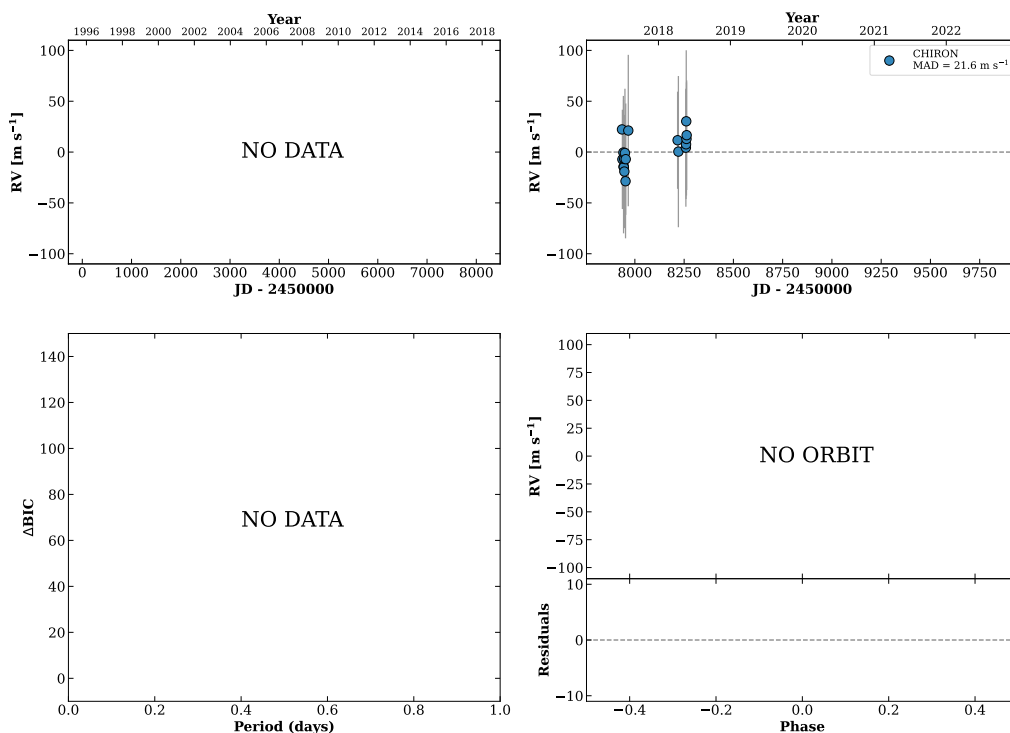 Year
1996 1998 2000 2002 2004 2006 2008 2010 2012 2014 2016 2018
100
50
0
−50
−100
RV [m s⁻¹]
NO DATA
0 1000 2000 3000 4000 5000 6000 7000 8000
JD - 2450000
Year
2018 2019 2020 2021 2022
CHIRON
MAD = 21.6 m s⁻¹
100
50
0
−50
−100
RV [m s⁻¹]
8000 8250 8500 8750 9000 9250 9500 9750
JD - 2450000
140
120
100
80
60
40
20
0
ΔBIC
NO DATA
0.0 0.2 0.4 0.6 0.8 1.0
Period (days)
100
75
50
25
0
−25
−50
−75
−100
RV [m s⁻¹]
NO ORBIT
10
0
−10
Residuals
−0.4 −0.2 0.0 0.2 0.4
Phase